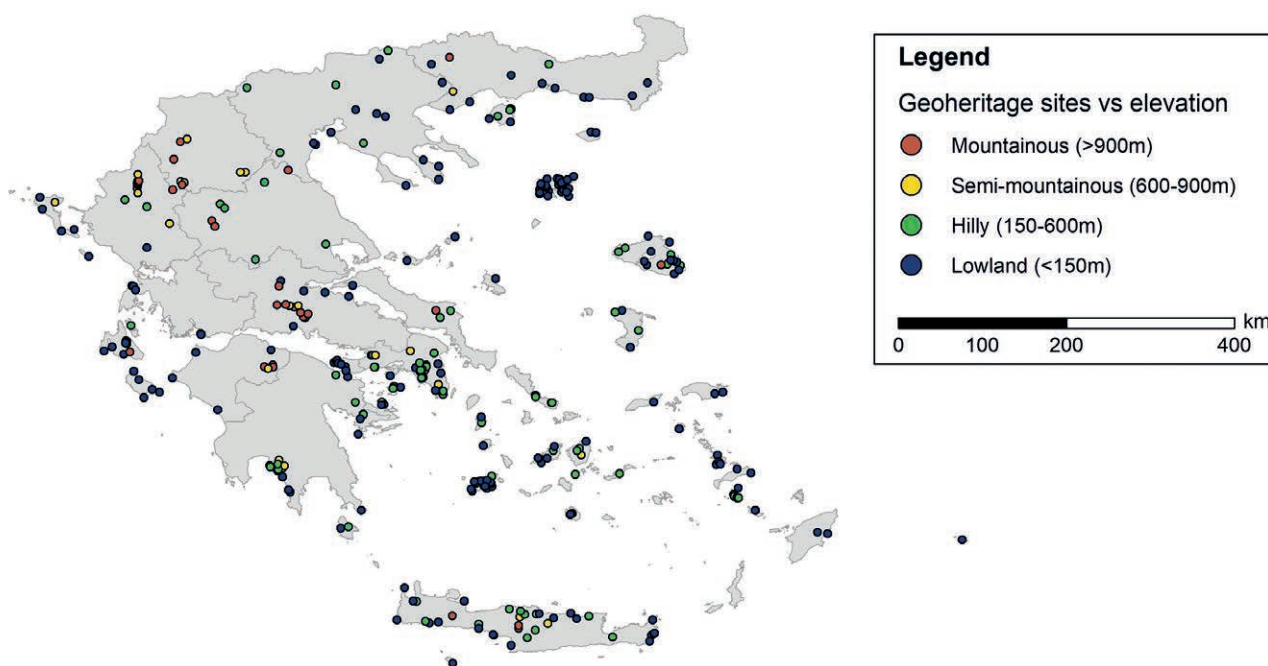 Legend
Geoheritage sites vs elevation
Mountainous (>900m)
Semi-mountainous (600-900m)
Hilly (150-600m)
Lowland (<150m)
km
0 100 200 400